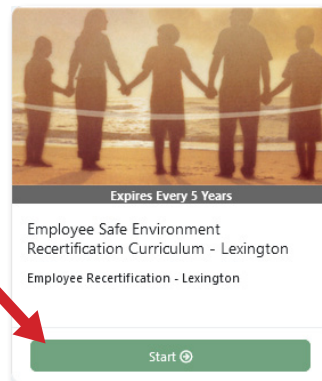 Expires Every 5 Years
Employee Safe Environment
Recertification Curriculum - Lexington
Employee Recertification - Lexington
Start